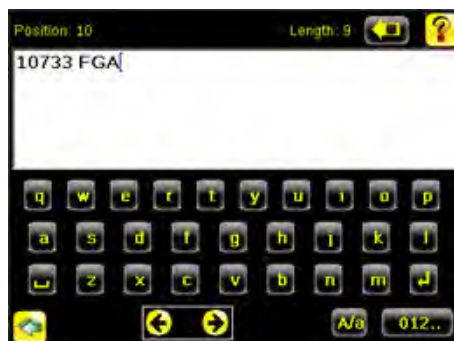 Position: 10 Length: 9 ?
10733 FGA
q w e r t y u i o p
a s d f g h j k l
z x c v b n m
A/a 012..